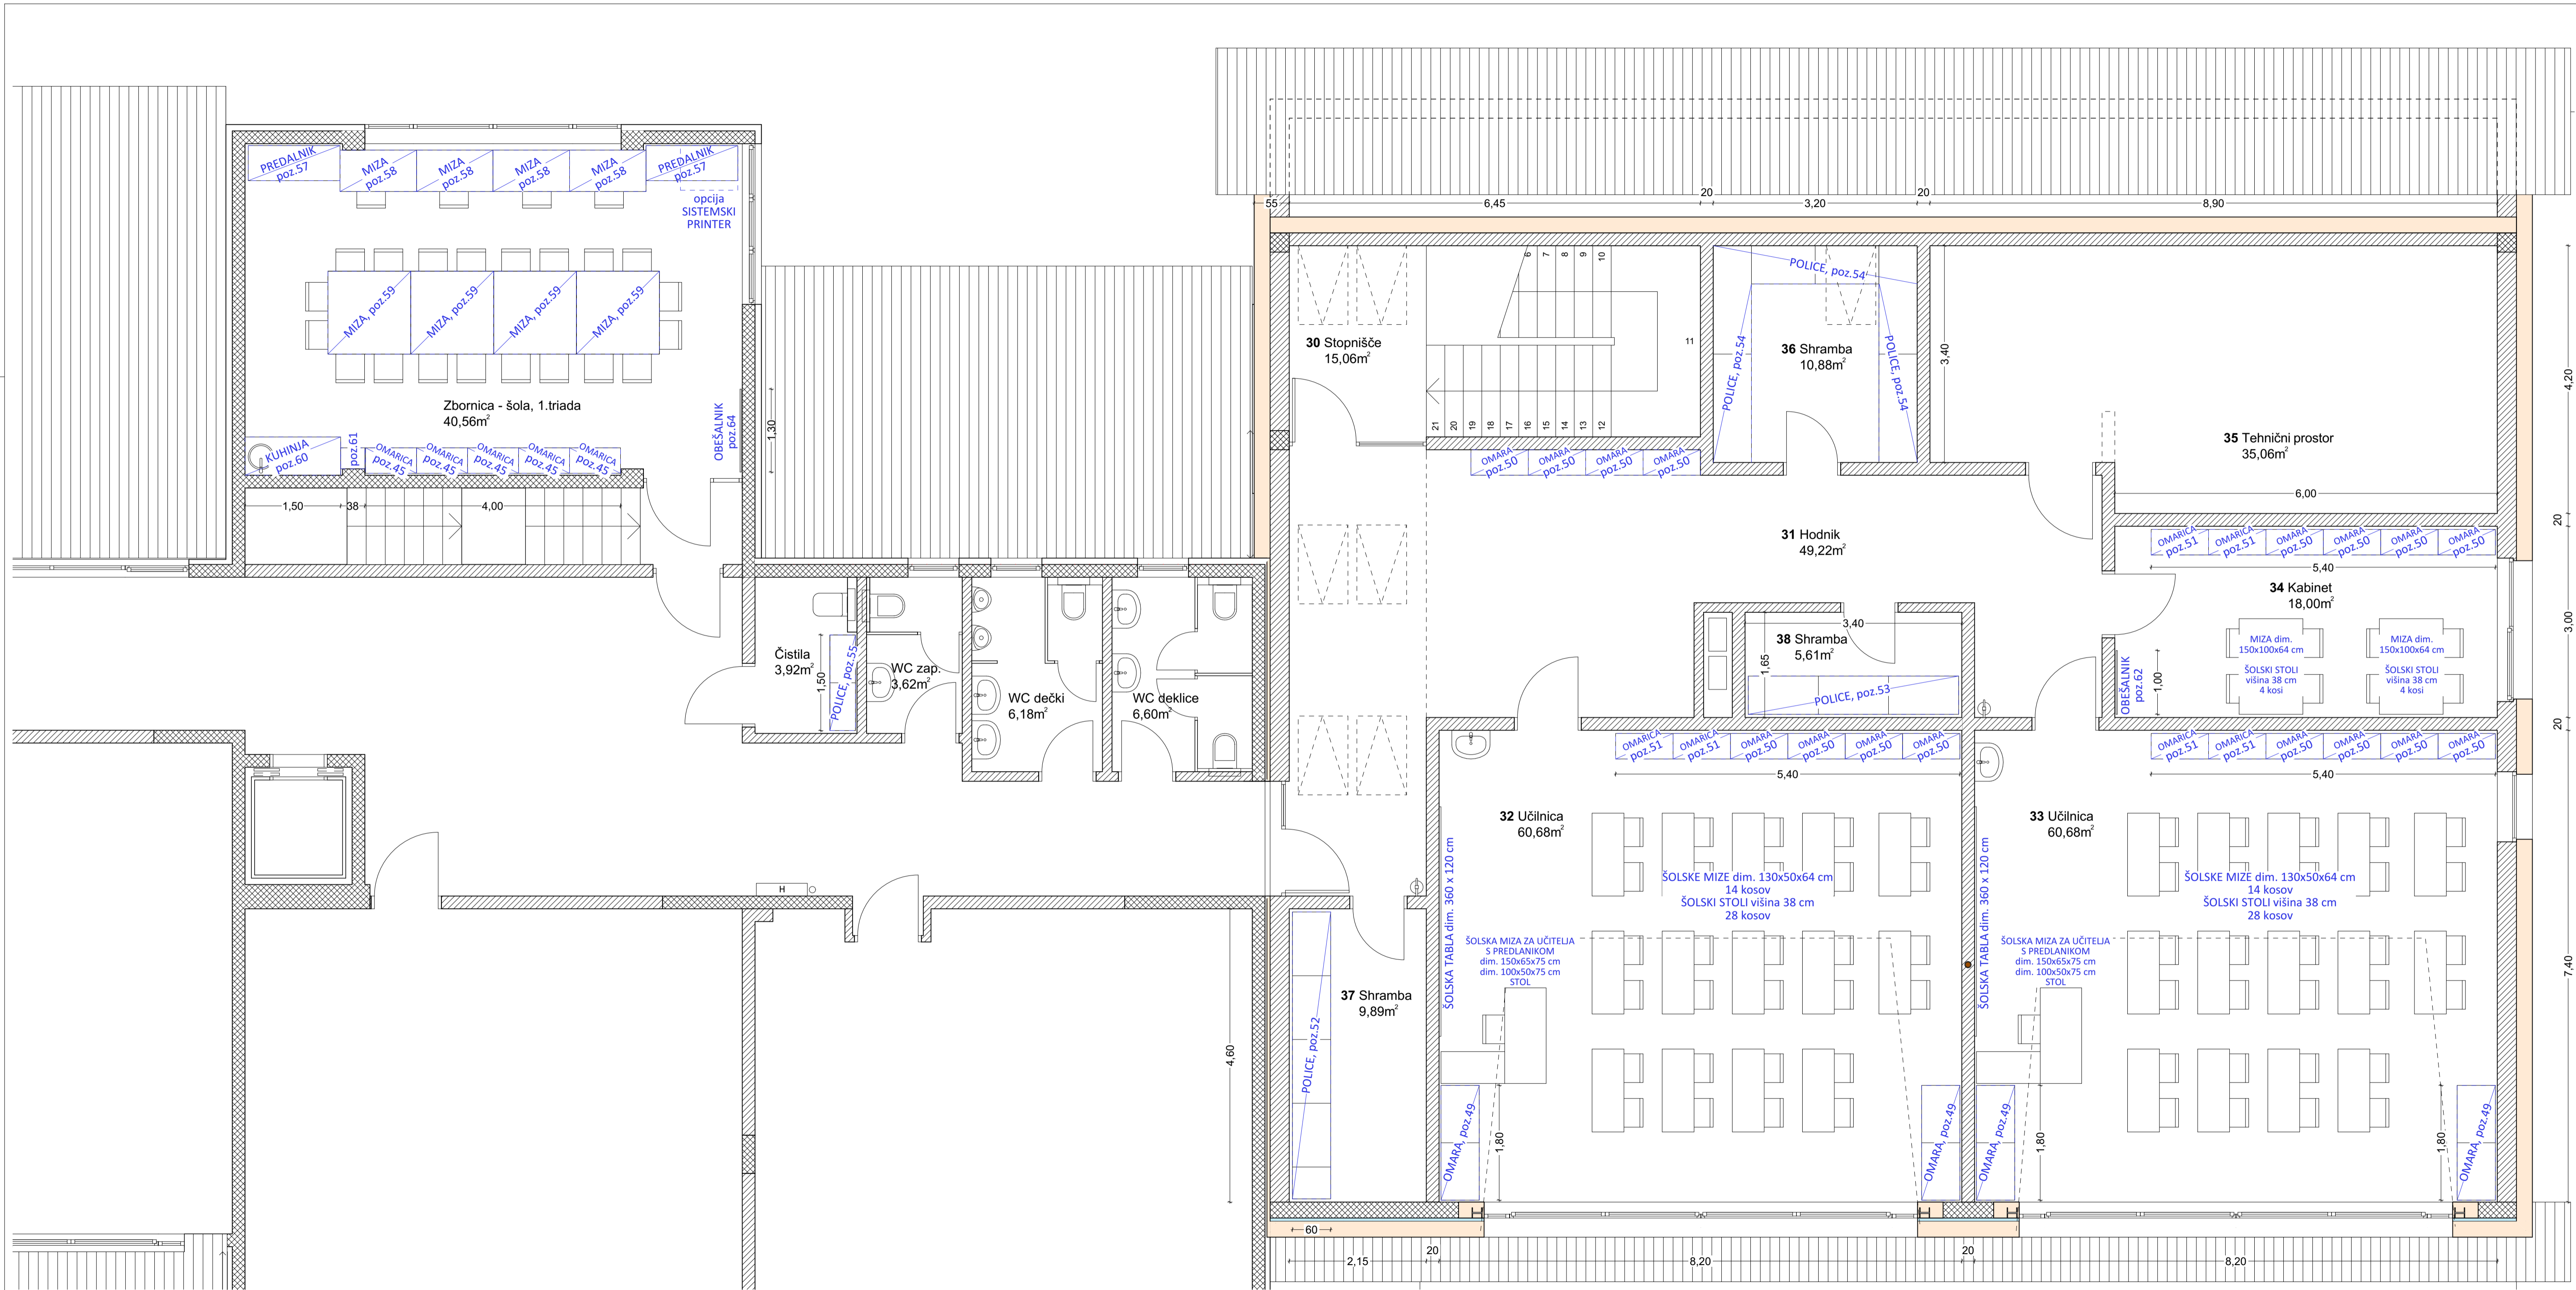 PREDALNIK
poz.57
MIZA
poz.58
MIZA
poz.58
MIZA
poz.58
MIZA
poz.58
PREDALNIK
poz.57
opcija
SISTEMSKI
PRINTER
MIZA, poz.59
MIZA, poz.59
MIZA, poz.59
MIZA, poz.59
Zbornica - šola, 1.triada
40,56m²
KUHINJA
poz.60
poz.61
OMARICA
poz.45
OMARICA
poz.45
OMARICA
poz.45
OMARICA
poz.45
OMARICA
poz.45
OBEŠALNIK
poz.64
1,30
1,50
38
4,00
Čistila
3,92m²
1,50
POLICE, poz.55
WC zap.
3,62m²
WC dečki
6,18m²
WC deklice
6,60m²
H
4,60
55
6,45
20
3,20
20
8,90
30 Stopnišče
15,06m²
6
7
8
9
10
11
21
20
19
18
17
16
15
14
13
12
POLICE, poz.54
POLICE, poz.54
POLICE, poz.54
36 Shramba
10,88m²
3,40
35 Tehnični prostor
35,06m²
6,00
4,20
20
3,00
20
7,40
OMARA
poz.50
OMARA
poz.50
OMARA
poz.50
OMARA
poz.50
31 Hodnik
49,22m²
OMARICA
poz.51
OMARICA
poz.51
OMARA
poz.50
OMARA
poz.50
OMARA
poz.50
OMARA
poz.50
5,40
34 Kabinet
18,00m²
MIZA dim.
150x100x64 cm
ŠOLSKI STOLI
višina 38 cm
4 kosi
MIZA dim.
150x100x64 cm
ŠOLSKI STOLI
višina 38 cm
4 kosi
OBEŠALNIK
poz.62
1,00
3,40
38 Shramba
5,61m²
1,65
POLICE, poz.53
OMARICA
poz.51
OMARICA
poz.51
OMARA
poz.50
OMARA
poz.50
OMARA
poz.50
OMARA
poz.50
5,40
32 Učilnica
60,68m²
ŠOLSKA TABLA dim. 360 x 120 cm
ŠOLSKE MIZE dim. 130x50x64 cm
14 kosov
ŠOLSKI STOLI višina 38 cm
28 kosov
ŠOLSKA MIZA ZA UČITELJA
S PREDLANIKOM
dim. 150x65x75 cm
dim. 100x50x75 cm
STOL
OMARA, poz.49
1,80
OMARA, poz.49
OMARICA
poz.51
OMARICA
poz.51
OMARA
poz.50
OMARA
poz.50
OMARA
poz.50
OMARA
poz.50
5,40
33 Učilnica
60,68m²
ŠOLSKA TABLA dim. 360 x 120 cm
ŠOLSKE MIZE dim. 130x50x64 cm
14 kosov
ŠOLSKI STOLI višina 38 cm
28 kosov
ŠOLSKA MIZA ZA UČITELJA
S PREDLANIKOM
dim. 150x65x75 cm
dim. 100x50x75 cm
STOL
OMARA, poz.49
1,80
1,80
OMARA, poz.49
37 Shramba
9,89m²
POLICE, poz.52
60
2,15
20
8,20
20
8,20